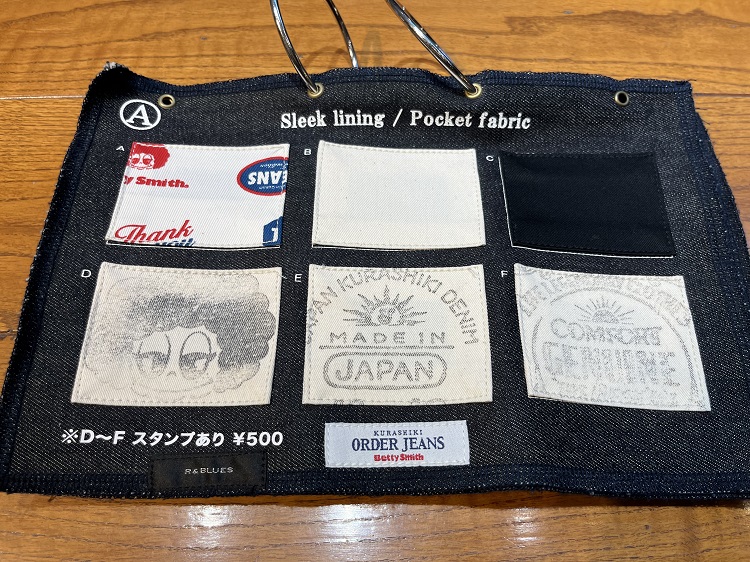 Ⓐ
Sleek lining / Pocket fabric
A
B
C
Smith.
EANS
Thank
D
E
F
JAPAN KURASHIKI DENIM
MADE IN
JAPAN
COMFORT
GENUINE
※D〜F スタンプあり ¥500
KURASHIKI
ORDER JEANS
Betty Smith
R&BLUES